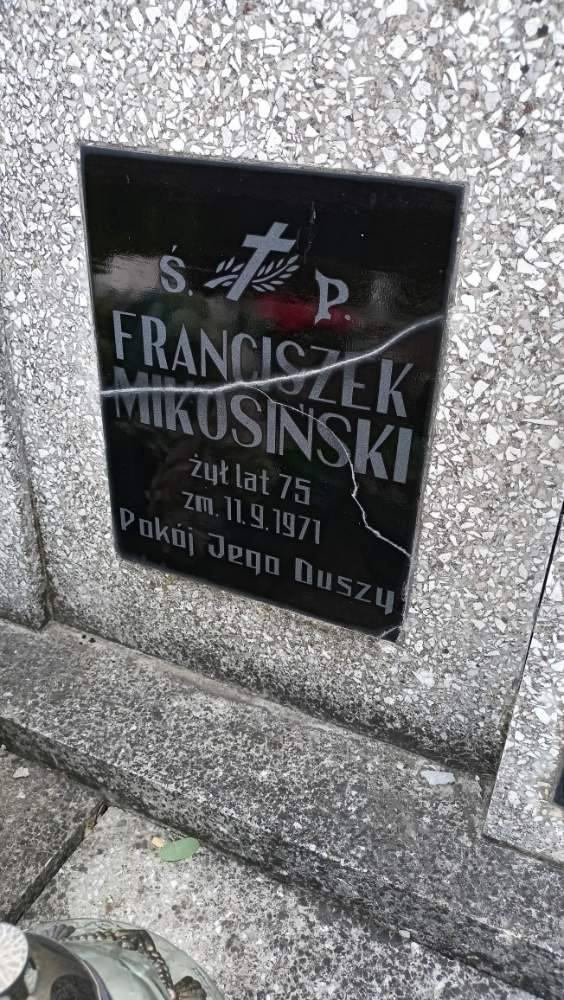 Ś. P.
FRANCISZEK
MIKOSIŃSKI
żył lat 75
zm. 11.9.1971
Pokój Jego Duszy